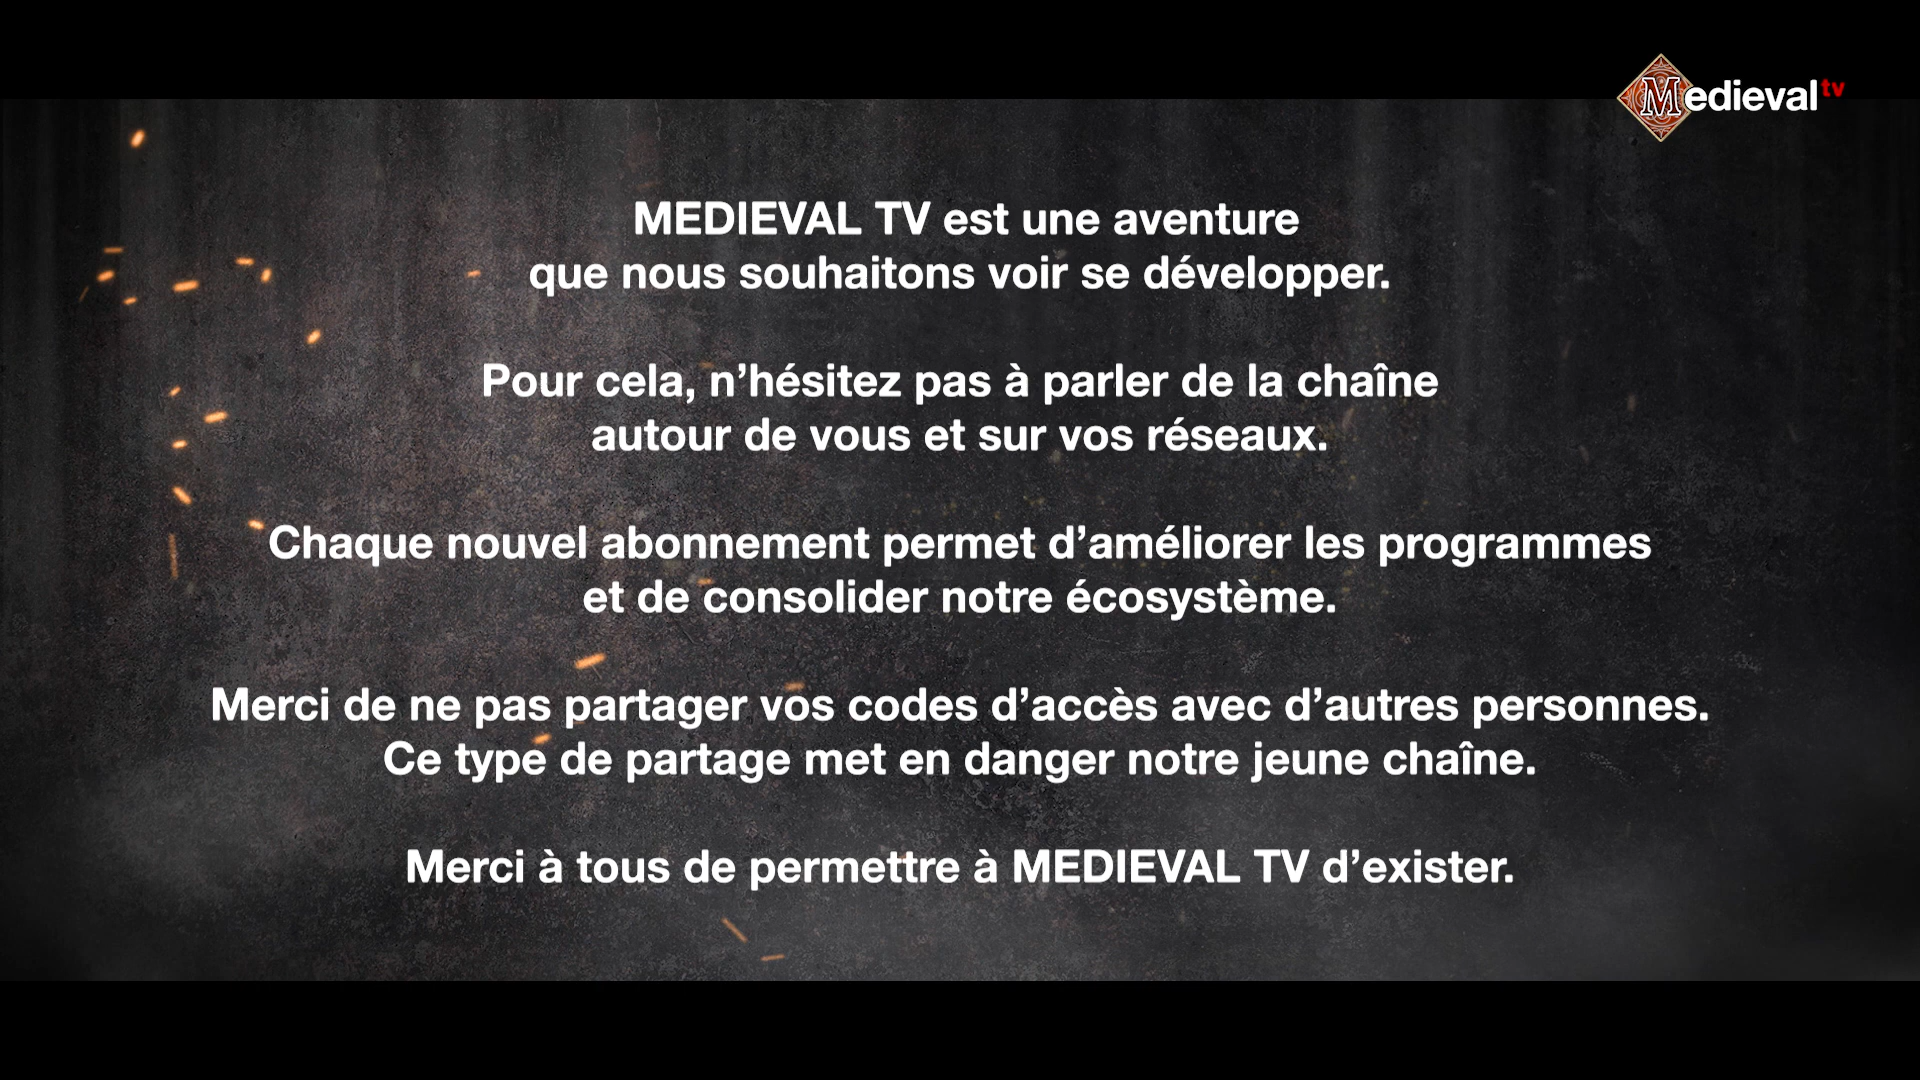 Medieval tv
MEDIEVAL TV est une aventure
que nous souhaitons voir se développer.
Pour cela, n’hésitez pas à parler de la chaîne
autour de vous et sur vos réseaux.
Chaque nouvel abonnement permet d’améliorer les programmes
et de consolider notre écosystème.
Merci de ne pas partager vos codes d’accès avec d’autres personnes.
Ce type de partage met en danger notre jeune chaîne.
Merci à tous de permettre à MEDIEVAL TV d’exister.